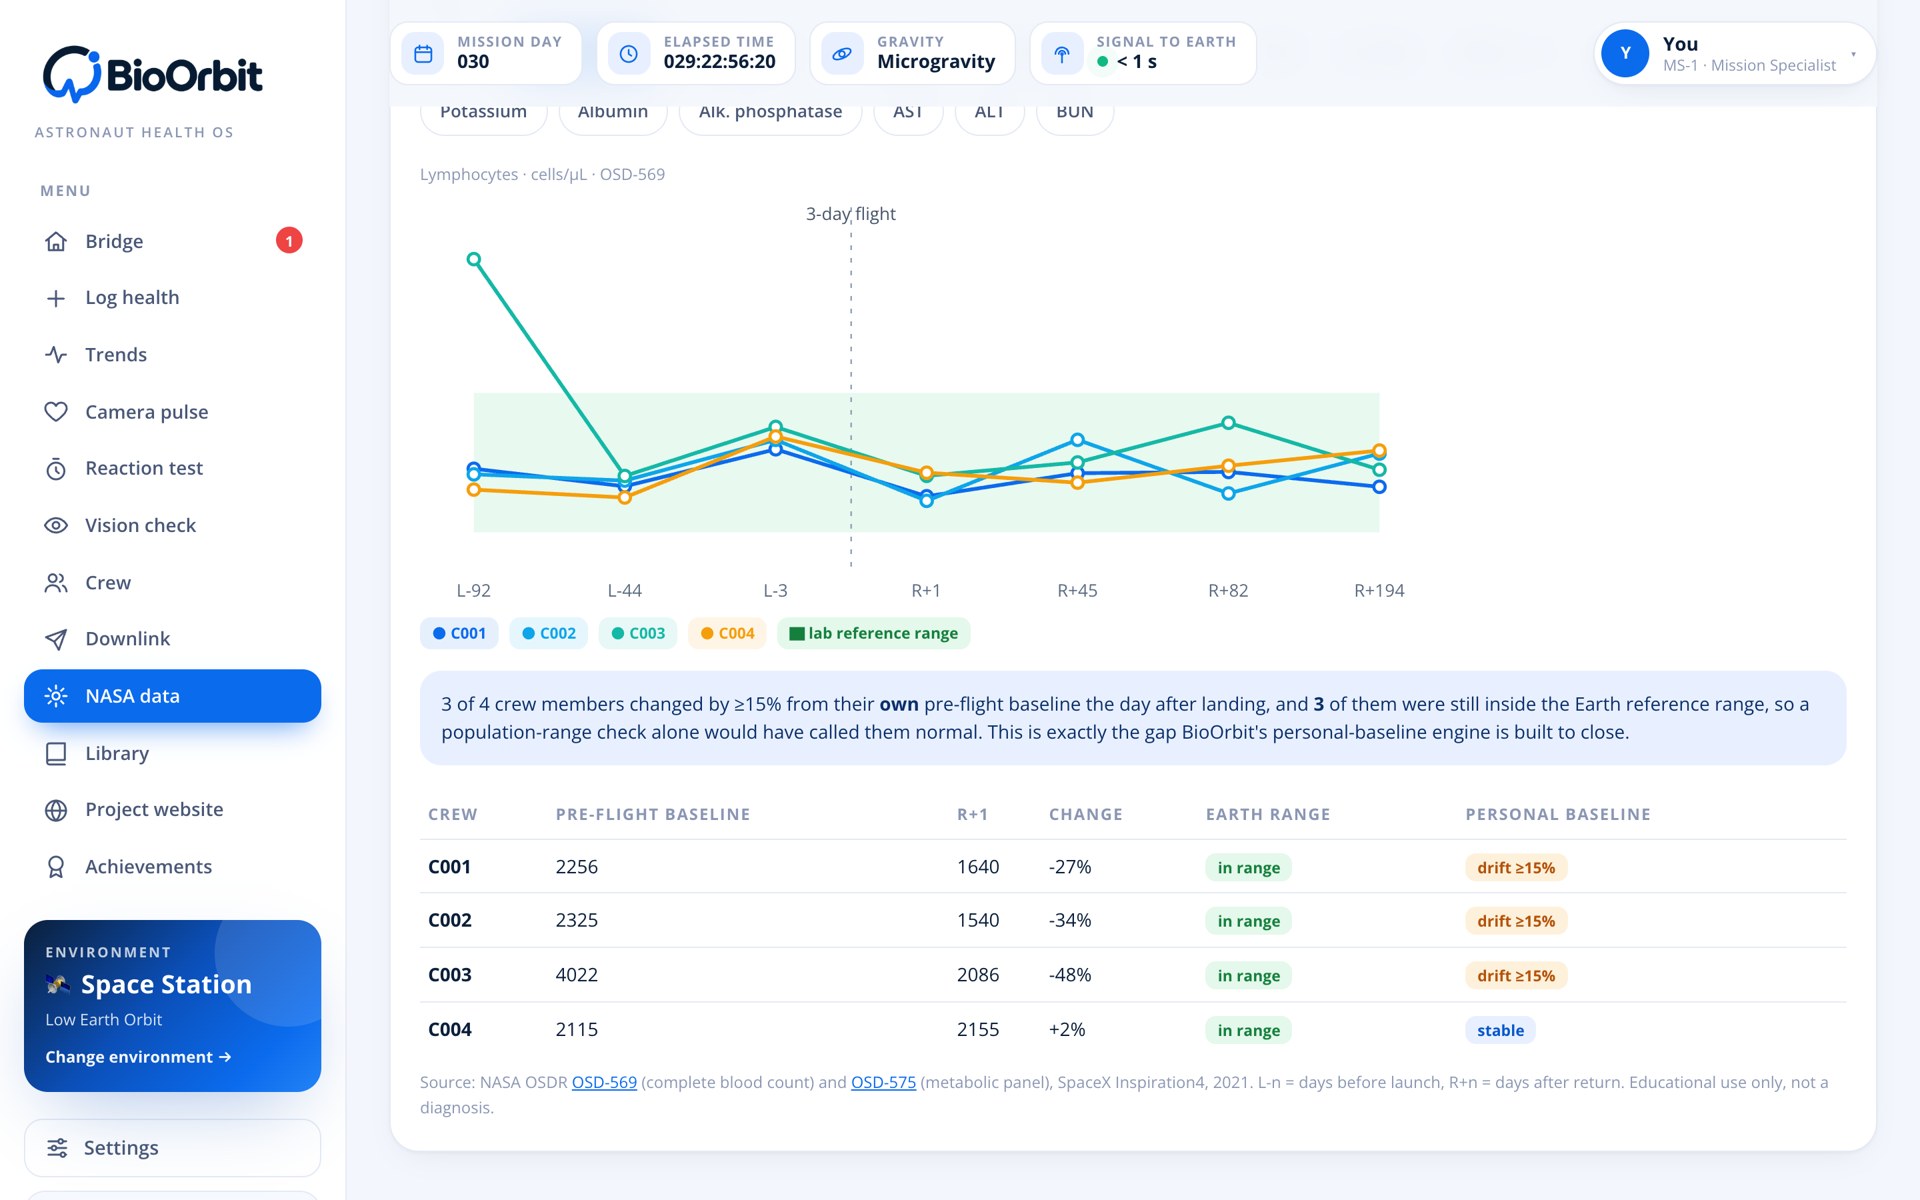 BioOrbit
ASTRONAUT HEALTH OS
MENU
Bridge
1
Log health
Trends
Camera pulse
Reaction test
Vision check
Crew
Downlink
NASA data
Library
Project website
Achievements
ENVIRONMENT
Space Station
Low Earth Orbit
Change environment →
Settings
MISSION DAY
030
ELAPSED TIME
029:22:56:20
GRAVITY
Microgravity
SIGNAL TO EARTH
< 1 s
Y
You
MS-1 · Mission Specialist
Potassium Albumin Alk. phosphatase AST ALT BUN
Lymphocytes · cells/µL · OSD-569
3-day flight
L-92 L-44 L-3 R+1 R+45 R+82 R+194
C001 C002 C003 C004 lab reference range
3 of 4 crew members changed by ≥15% from their own pre-flight baseline the day after landing, and 3 of them were still inside the Earth reference range, so a
population-range check alone would have called them normal. This is exactly the gap BioOrbit's personal-baseline engine is built to close.
CREW PRE-FLIGHT BASELINE R+1 CHANGE EARTH RANGE PERSONAL BASELINE
C001 2256 1640 -27% in range drift ≥15%
C002 2325 1540 -34% in range drift ≥15%
C003 4022 2086 -48% in range drift ≥15%
C004 2115 2155 +2% in range stable
Source: NASA OSDR OSD-569 (complete blood count) and OSD-575 (metabolic panel), SpaceX Inspiration4, 2021. L-n = days before launch, R+n = days after return. Educational use only, not a
diagnosis.